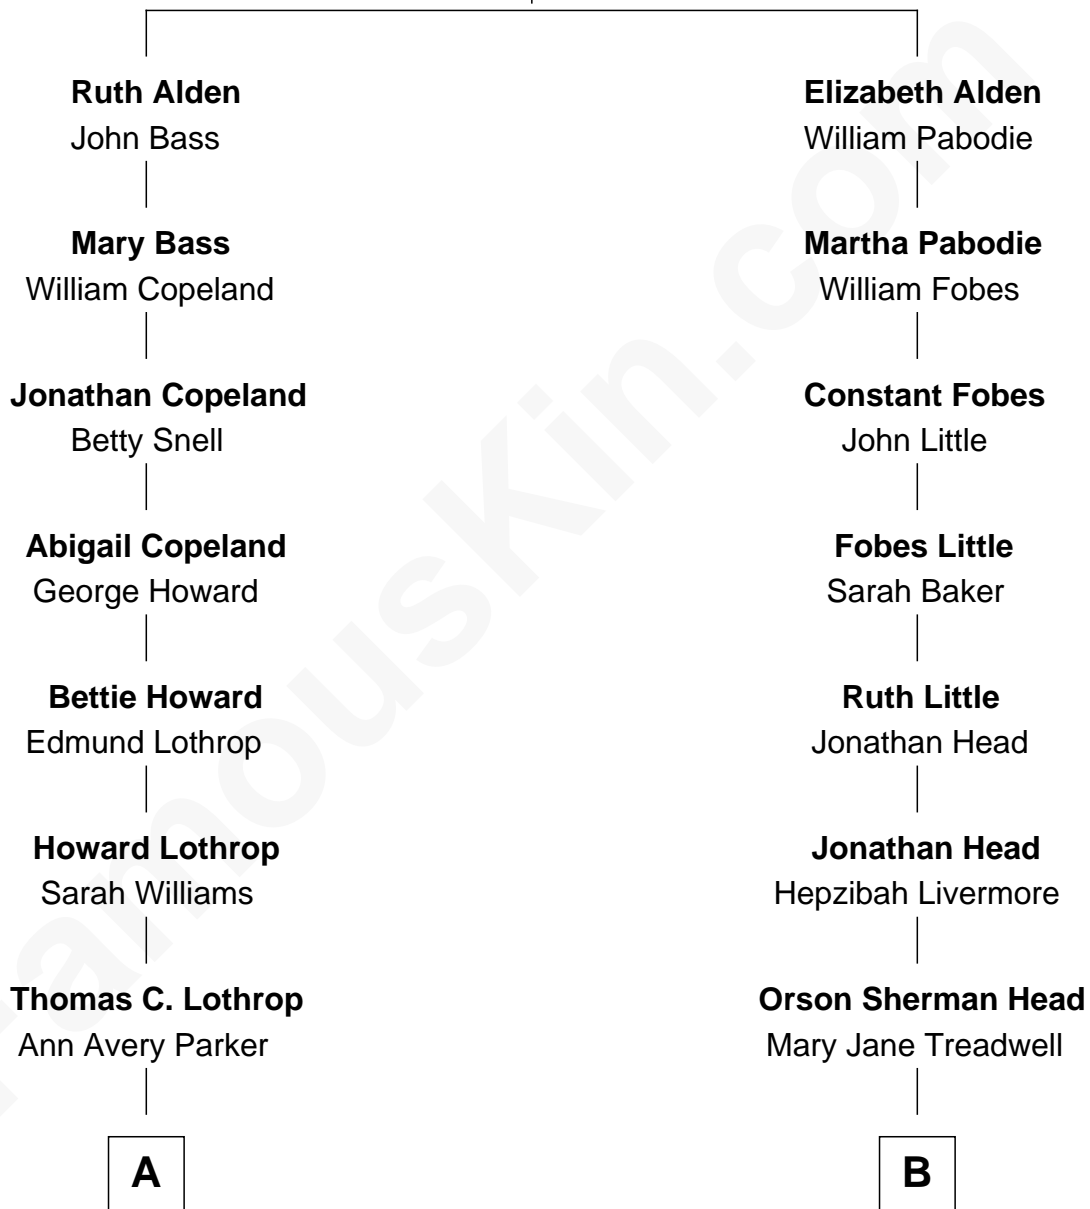 Ruth Alden
John Bass
Mary Bass
William Copeland
Jonathan Copeland
Betty Snell
Abigail Copeland
George Howard
Bettie Howard
Edmund Lothrop
Howard Lothrop
Sarah Williams
Thomas C. Lothrop
Ann Avery Parker
A
Elizabeth Alden
William Pabodie
Martha Pabodie
William Fobes
Constant Fobes
John Little
Fobes Little
Sarah Baker
Ruth Little
Jonathan Head
Jonathan Head
Hepzibah Livermore
Orson Sherman Head
Mary Jane Treadwell
B
FamousKin.com